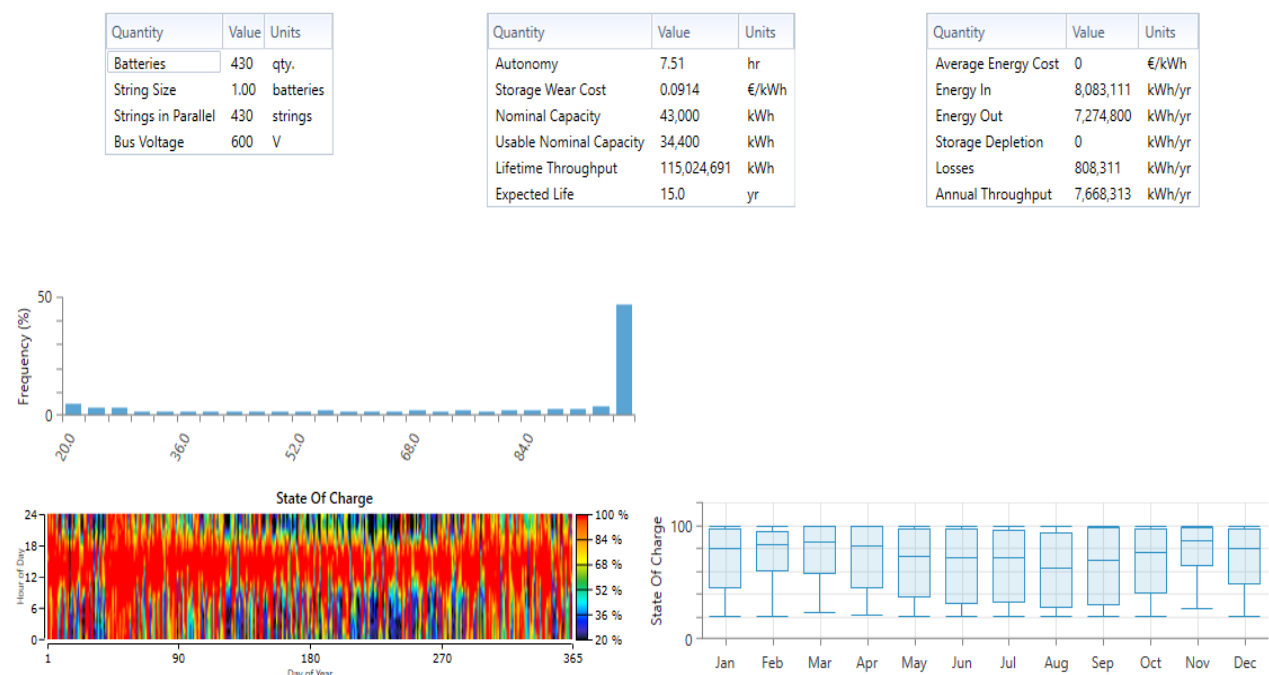 Quantity Value Units
Batteries 430 qty.
String Size 1.00 batteries
Strings in Parallel 430 strings
Bus Voltage 600 V
Quantity Value Units
Autonomy 7.51 hr
Storage Wear Cost 0.0914 €/kWh
Nominal Capacity 43,000 kWh
Usable Nominal Capacity 34,400 kWh
Lifetime Throughput 115,024,691 kWh
Expected Life 15.0 yr
Quantity Value Units
Average Energy Cost 0 €/kWh
Energy In 8,083,111 kWh/yr
Energy Out 7,274,800 kWh/yr
Storage Depletion 0 kWh/yr
Losses 808,311 kWh/yr
Annual Throughput 7,668,313 kWh/yr
Frequency (%)
50
0
20.0 36.0 52.0 68.0 84.0
State Of Charge
Hour of Day
24
18
12
6
0
1 90 180 270 365
Day of Year
100 %
84 %
68 %
52 %
36 %
20 %
State Of Charge
100
0
Jan Feb Mar Apr May Jun Jul Aug Sep Oct Nov Dec